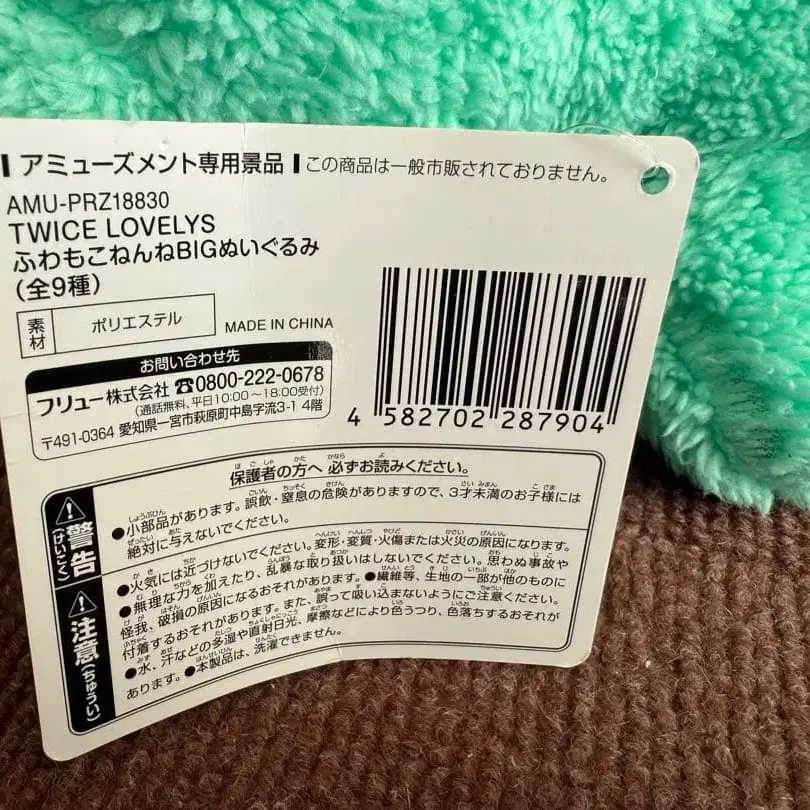 アミューズメント専用景品 この商品は一般市販されておりません。
AMU-PRZ18830
TWICE LOVELYS
ふわもこねんねBIGぬいぐるみ
(全9種)
素材 ポリエステル MADE IN CHINA
お問い合わせ先
フリュー株式会社 ☎0800-222-0678
(通話無料、平日10:00～18:00受付)
〒491-0364 愛知県一宮市萩原町中島字流3-1 4階
4 582702 287904
保護者の方へ 必ずお読みください。
警告(けいこく)
●小部品があります。誤飲・窒息の危険がありますので、3才未満のお子様には
絶対に与えないでください。
注意(ちゅうい)
●火気には近づけないでください。変形・変質・火傷または火災の原因になります。
●無理な力を加えたり、乱暴な取り扱いはしないでください。思わぬ事故や
怪我、破損の原因になるおそれがあります。●繊維等、生地の一部が他のものに
付着するおそれがあります。また、誤って吸い込まないようにご注意ください。
●水、汗などの多湿や直射日光、摩擦などにより色うつり、色落ちするおそれが
あります。●本製品は、洗濯できません。